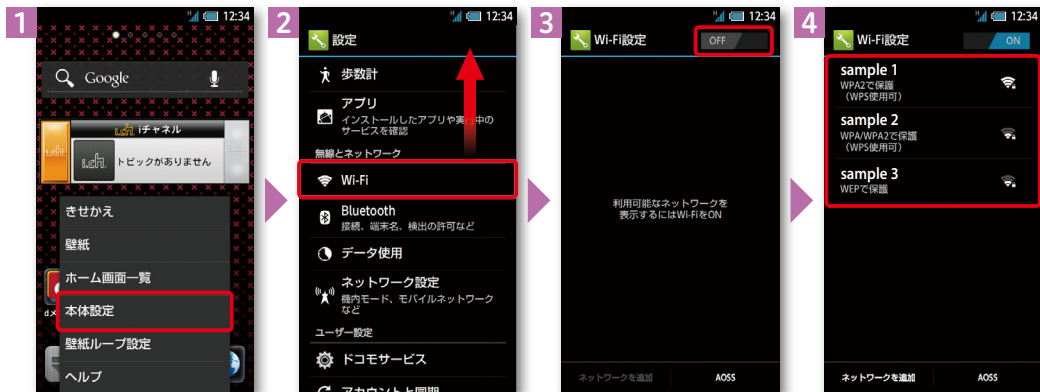 1
12:34
Google
i.ch iチャネル
i.ch
i.ch トピックがありません
きせかえ
壁紙
ホーム画面一覧
本体設定
壁紙ループ設定
ヘルプ
2
12:34
設定
歩数計
アプリ
インストールしたアプリや実行中の
サービスを確認
無線とネットワーク
Wi-Fi
Bluetooth
接続、端末名、検出の許可など
データ使用
ネットワーク設定
機内モード、モバイルネットワーク
など
ユーザー設定
ドコモサービス
アカウントと同期
3
12:34
Wi-Fi設定 OFF
利用可能なネットワークを
表示するにはWi-FiをON
ネットワークを追加 AOSS
4
12:34
Wi-Fi設定 ON
sample 1
WPA2で保護
（WPS使用可）
sample 2
WPA/WPA2で保護
（WPS使用可）
sample 3
WEPで保護
ネットワークを追加 AOSS